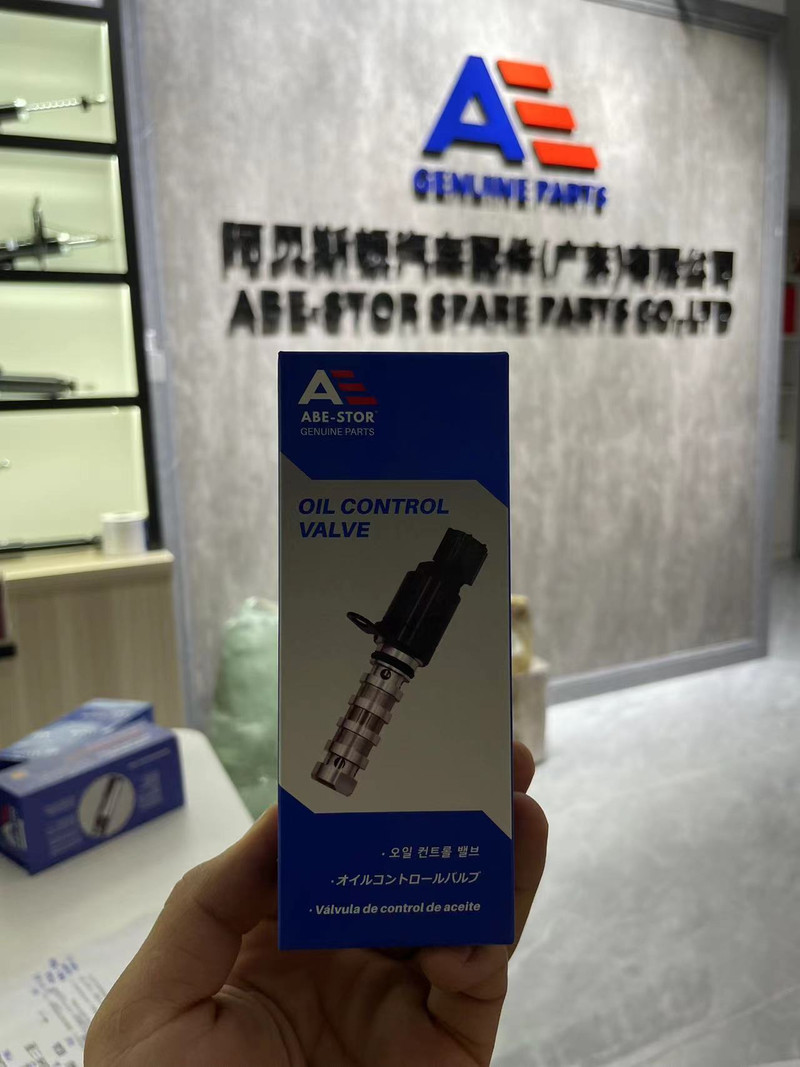 GENUINE PARTS
阿贝斯顿汽车配件(广东)有限公司
ABE-STOR SPARE PARTS CO.,LTD
ABE-STOR
GENUINE PARTS
OIL CONTROL
VALVE
· 오일 컨트롤 밸브
· オイルコントロールバルブ
· Válvula de control de aceite